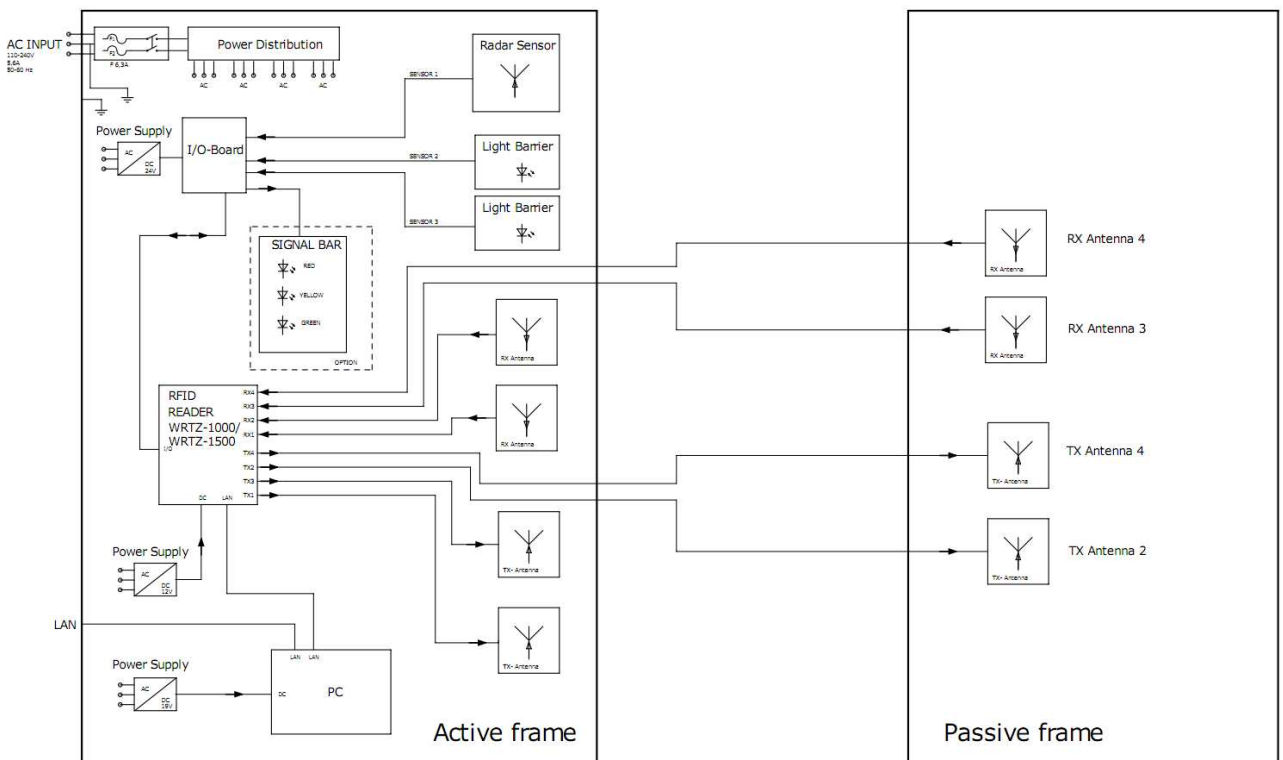 AC INPUT
110-240V
5,6A
50-60 Hz
F1
F2
F 6,3A
Power Distribution
AC
AC
AC
AC
Radar Sensor
SENSOR 1
Power Supply
AC
DC
24V
I/O-Board
SENSOR 2
Light Barrier
SENSOR 3
Light Barrier
SIGNAL BAR
RED
YELLOW
GREEN
OPTION
RX Antenna
RX Antenna 4
RX Antenna
RX Antenna 3
RX Antenna
RX Antenna
RFID
READER
WRTZ-1000/
WRTZ-1500
I/O
RX4
RX3
RX2
RX1
TX4
TX2
TX3
TX1
DC
LAN
TX- Antenna
TX Antenna 4
TX- Antenna
TX Antenna 2
TX- Antenna
TX- Antenna
Power Supply
AC
DC
12V
LAN
LAN
LAN
Power Supply
AC
DC
19V
DC
PC
Active frame
Passive frame